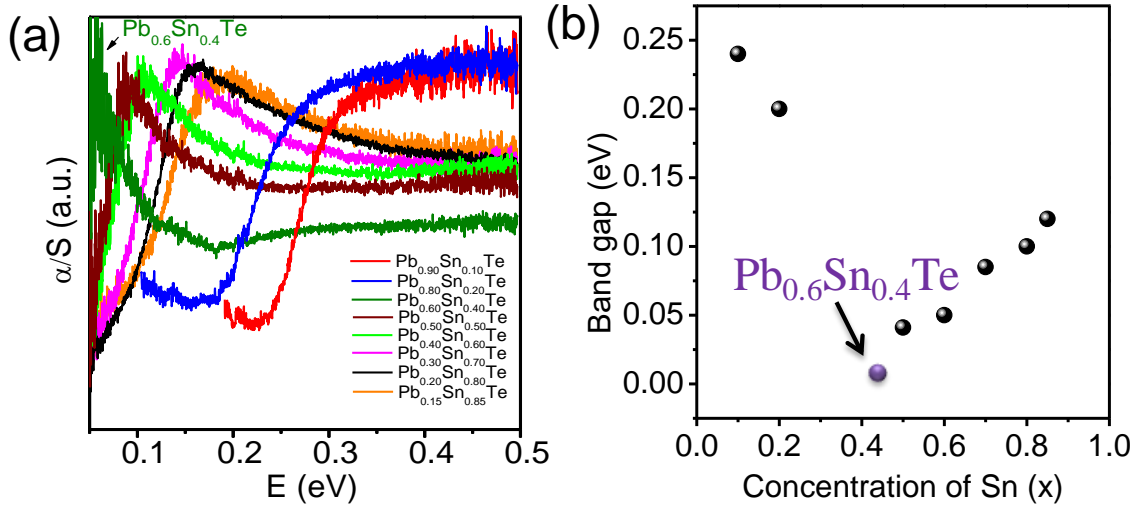 (a)
Pb0.6Sn0.4Te
α/S (a.u.)
Pb0.90Sn0.10Te
Pb0.80Sn0.20Te
Pb0.60Sn0.40Te
Pb0.50Sn0.50Te
Pb0.40Sn0.60Te
Pb0.30Sn0.70Te
Pb0.20Sn0.80Te
Pb0.15Sn0.85Te
0.1 0.2 0.3 0.4 0.5
E (eV)
(b)
Band gap (eV)
0.25
0.20
0.15
0.10
0.05
0.00
Pb0.6Sn0.4Te
0.0 0.2 0.4 0.6 0.8 1.0
Concentration of Sn (x)